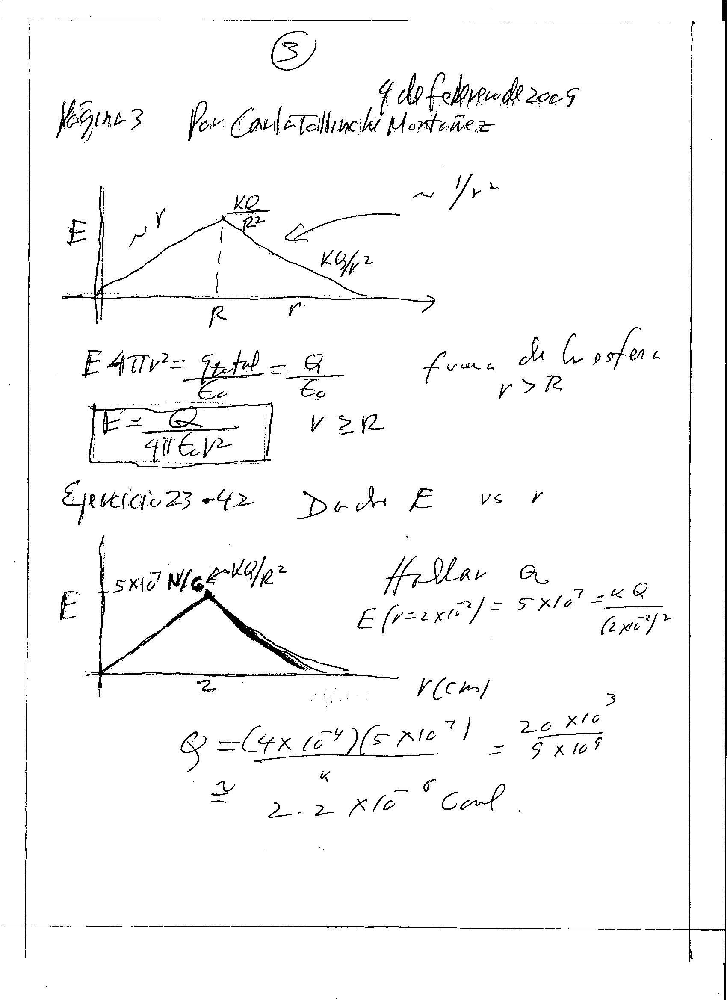 3
4 de febrero de 2009
Página 3 Por Carla Tallinchi Montañez
~ 1/r²
KQ/R²
E ~ r
KQ/r²
R r
E 4πr² = qtotal/ϵ₀ = Q/ϵ₀ fuera de la esfera
r > R
E = Q/4πϵ₀r² r ≥ R
Ejercicio 23-42 Dado E vs r
5×10⁷ N/C ← KQ/R² Hallar Q
E E(r=2×10⁻²) = 5×10⁷ = KQ/(2×10⁻²)²
2 r(cm)
Q = (4×10⁻⁴)(5×10⁷)/K = 20×10³/9×10⁹
≅ 2.2×10⁻⁶ Coul.